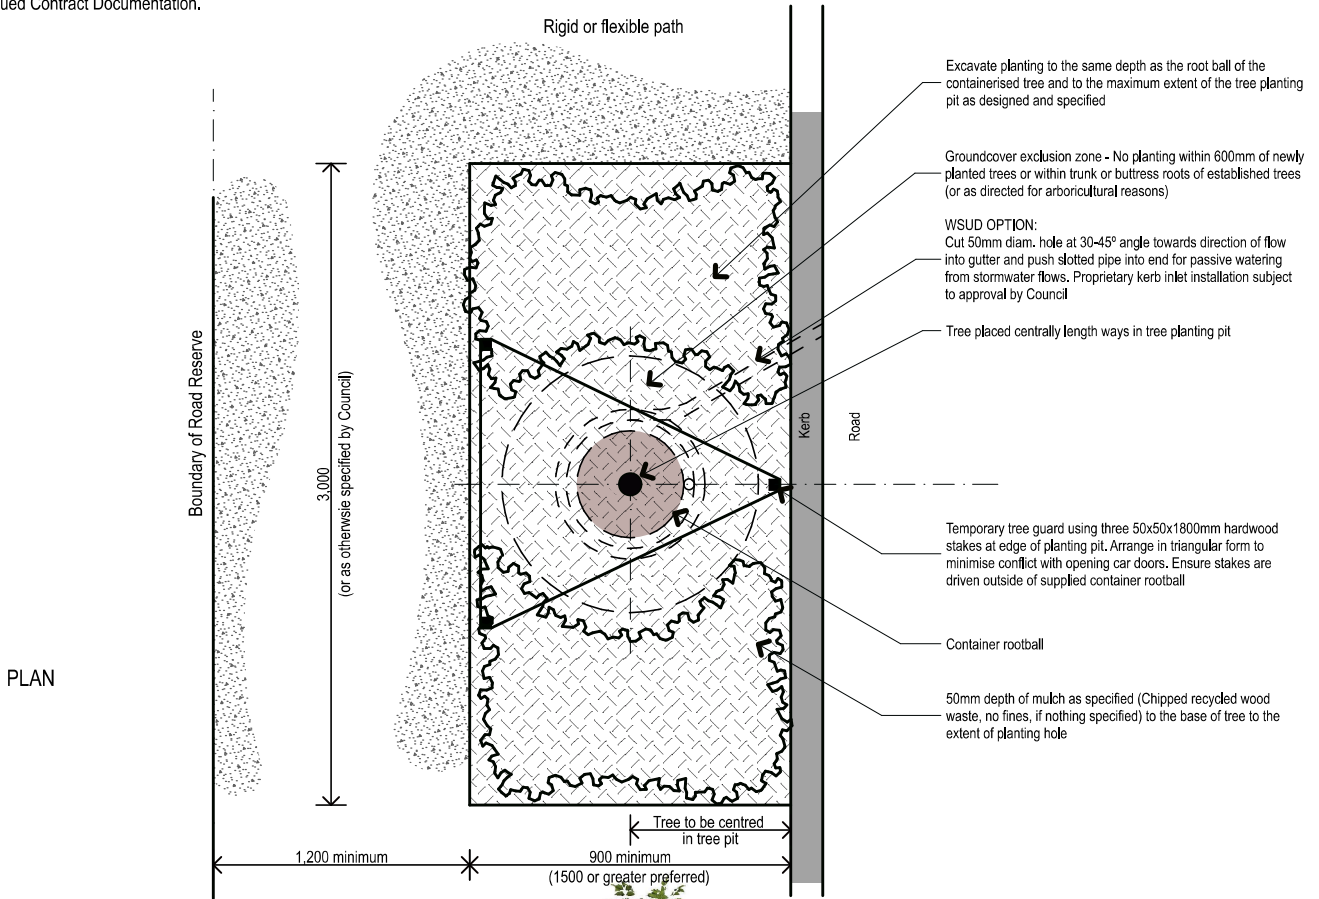 ued Contract Documentation.
Rigid or flexible path
Excavate planting to the same depth as the root ball of the
containerised tree and to the maximum extent of the tree planting
pit as designed and specified
Groundcover exclusion zone - No planting within 600mm of newly
planted trees or within trunk or buttress roots of established trees
(or as directed for arboricultural reasons)
WSUD OPTION:
Cut 50mm diam. hole at 30-45º angle towards direction of flow
into gutter and push slotted pipe into end for passive watering
from stormwater flows. Proprietary kerb inlet installation subject
to approval by Council
Tree placed centrally length ways in tree planting pit
Boundary of Road Reserve
3,000
(or as otherwsie specified by Council)
Kerb
Road
Temporary tree guard using three 50x50x1800mm hardwood
stakes at edge of planting pit. Arrange in triangular form to
minimise conflict with opening car doors. Ensure stakes are
driven outside of supplied container rootball
Container rootball
PLAN
50mm depth of mulch as specified (Chipped recycled wood
waste, no fines, if nothing specified) to the base of tree to the
extent of planting hole
Tree to be centred
in tree pit
1,200 minimum
900 minimum
(1500 or greater preferred)